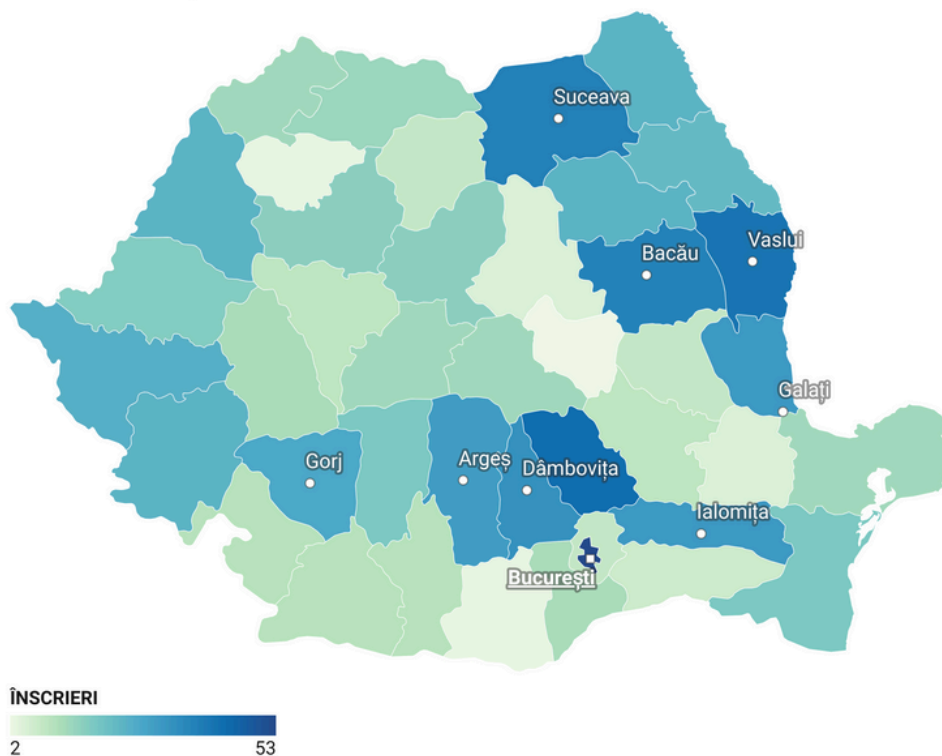 Suceava
Vaslui
Bacău
Galați
Gorj
Argeș
Dâmbovița
Ialomița
București
ÎNSCRIERI
2 53